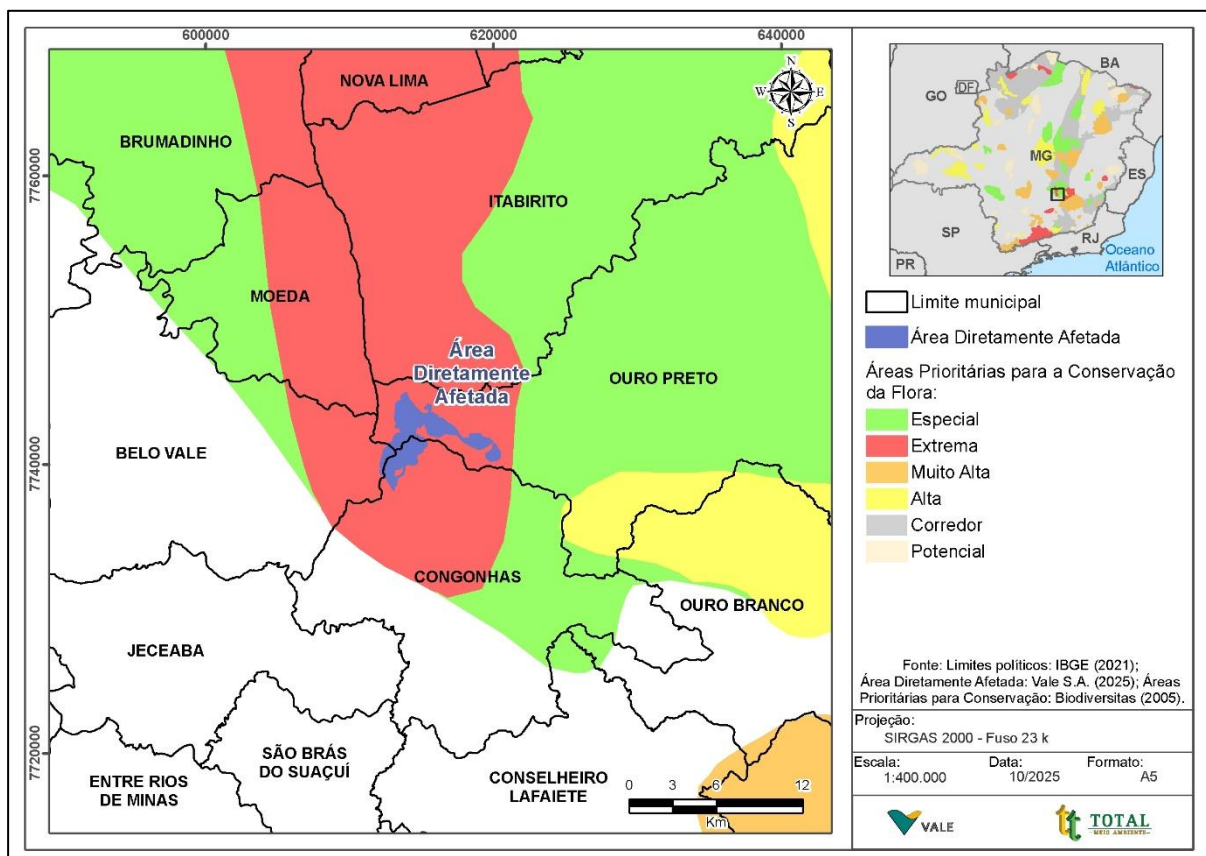 600000
620000
640000
7760000
7740000
7720000
NOVA LIMA
N
W
E
S
BRUMADINHO
ITABIRITO
MOEDA
Área
Diretamente
Afetada
OURO PRETO
BELO VALE
CONGONHAS
OURO BRANCO
JECEABA
SÃO BRÁS
DO SUAÇUÍ
ENTRE RIOS
DE MINAS
CONSELHEIRO
LAFAIETE
0 3 6 12
Km
BA
GO
DF
MG
ES
SP
RJ
PR
Oceano
Atlântico
Limite municipal
Área Diretamente Afetada
Áreas Prioritárias para a Conservação
da Flora:
Especial
Extrema
Muito Alta
Alta
Corredor
Potencial
Fonte: Limites políticos: IBGE (2021);
Área Diretamente Afetada: Vale S.A. (2025); Áreas
Prioritárias para Conservação: Biodiversitas (2005).
Projeção:
SIRGAS 2000 - Fuso 23 k
Escala:
1:400.000
Data:
10/2025
Formato:
A5
VALE
TOTAL
MEIO AMBIENTE